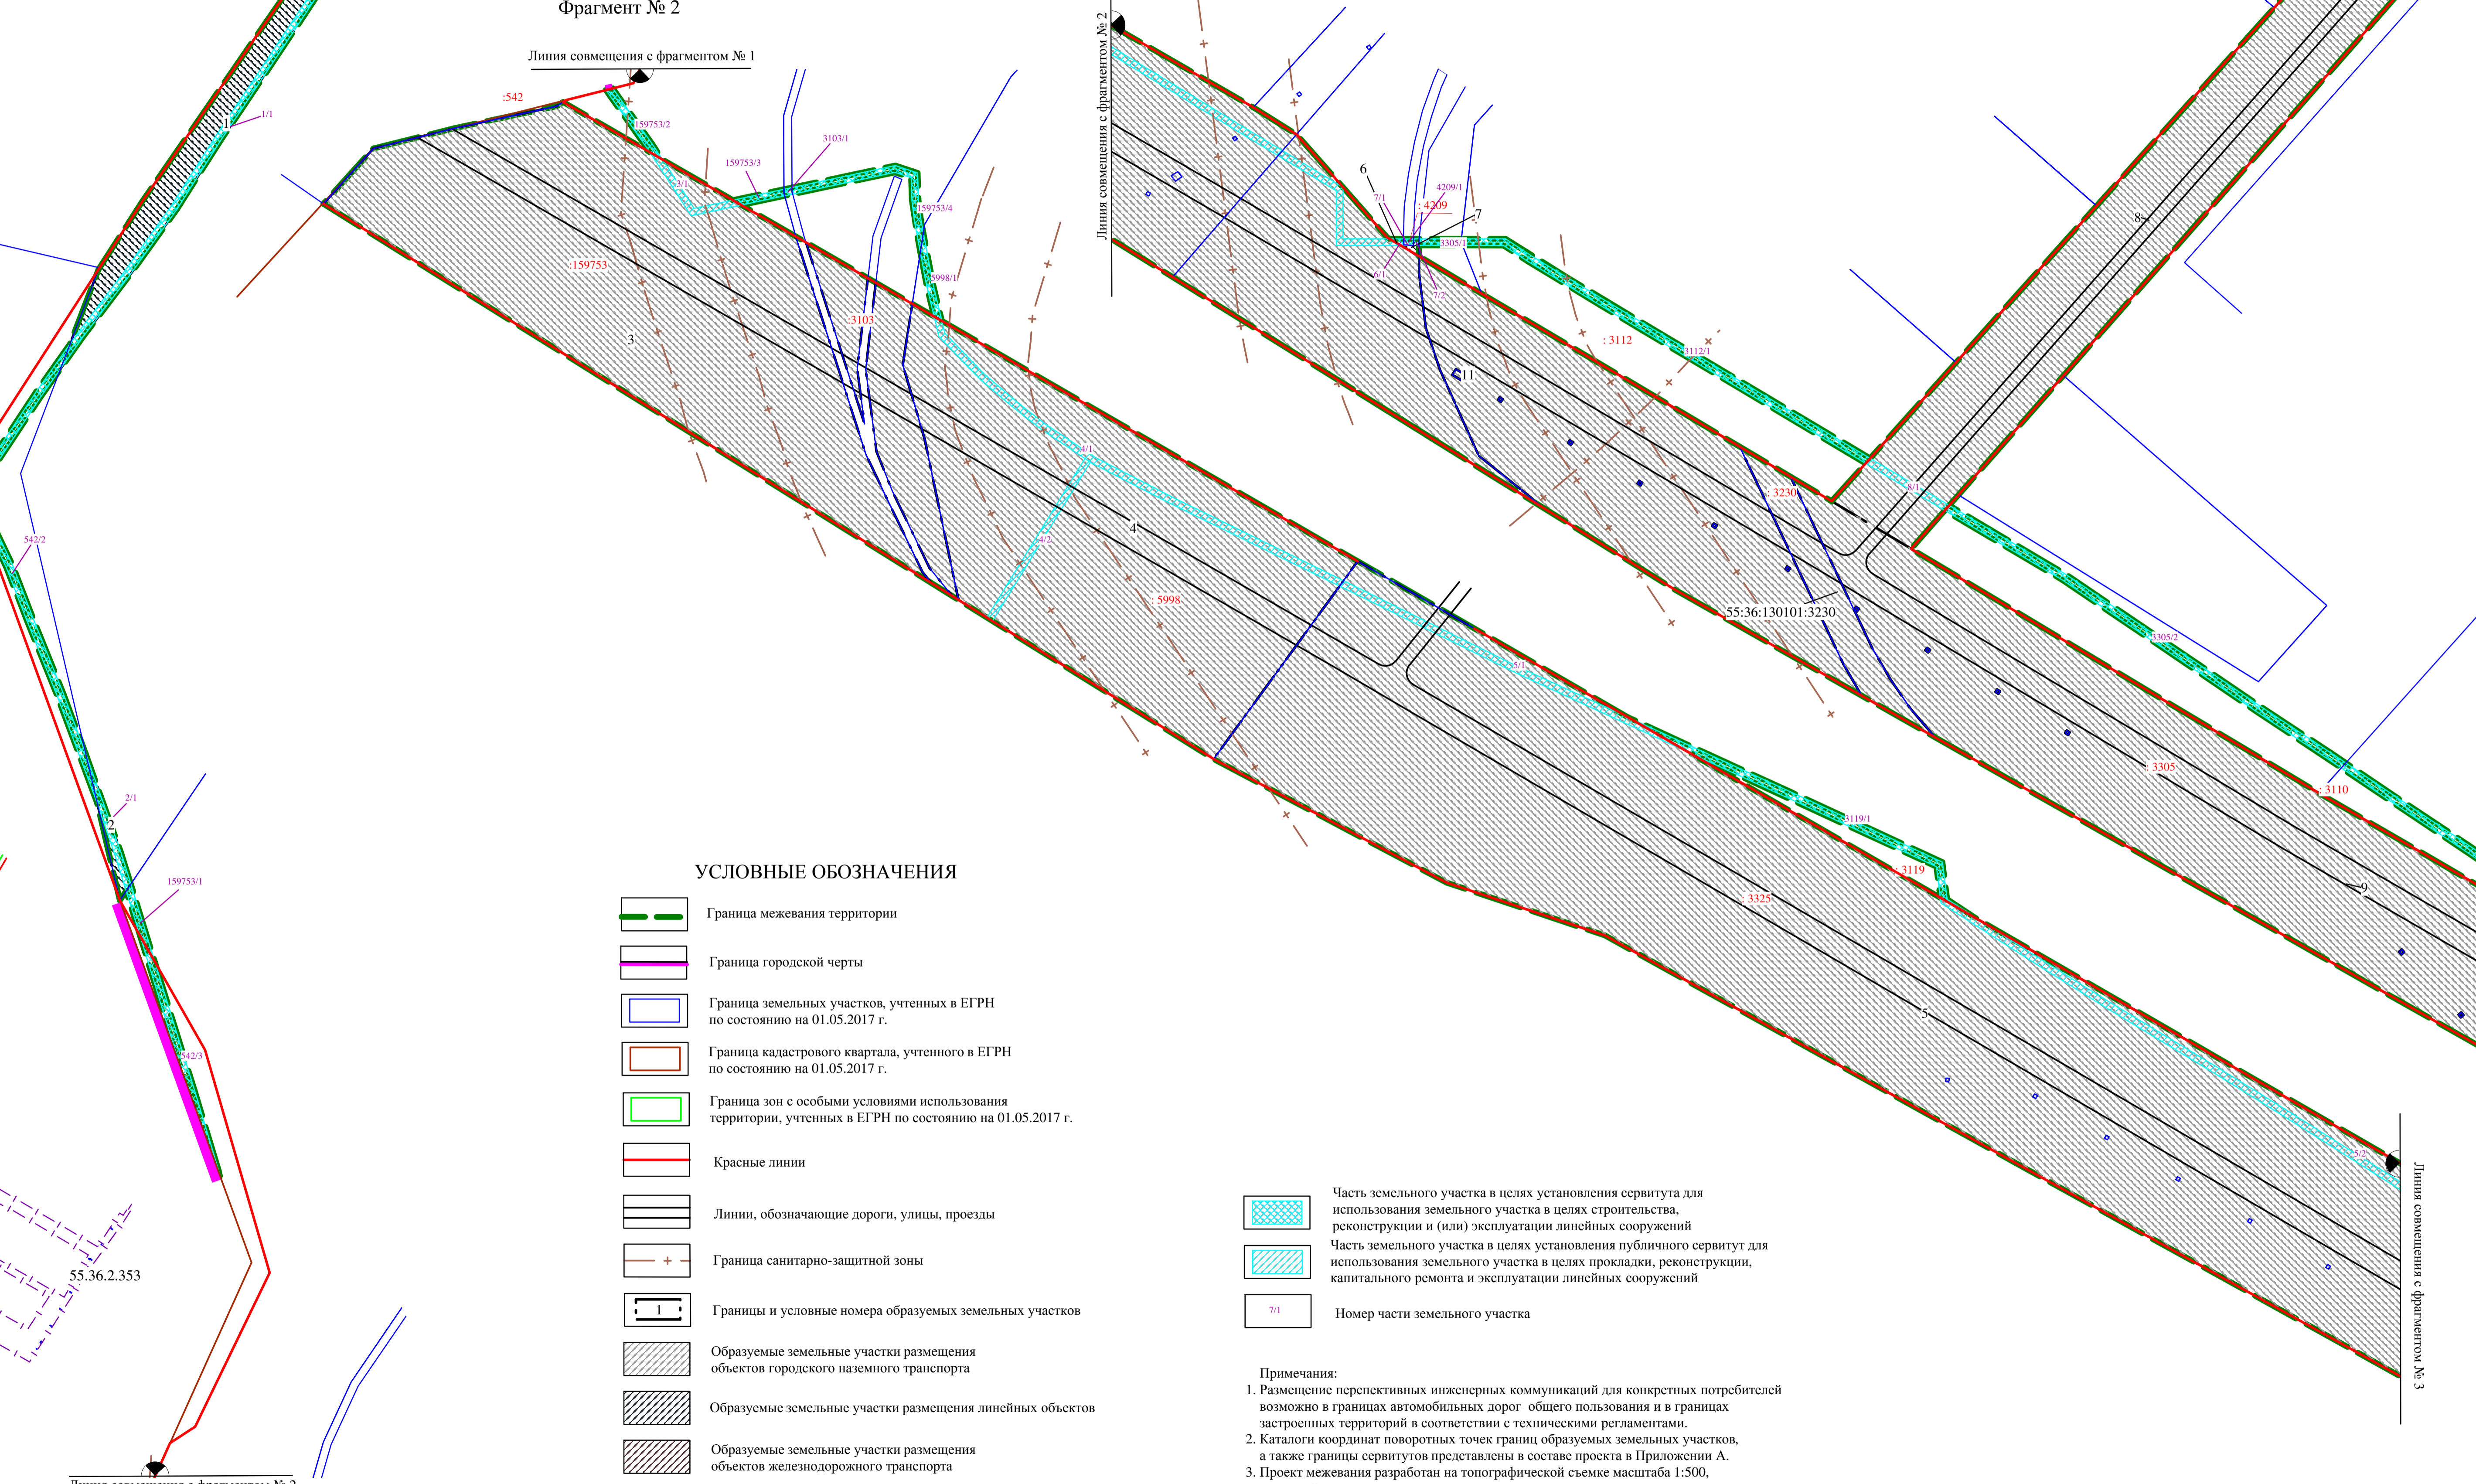 Фрагмент № 2
Линия совмещения с фрагментом № 1
Линия совмещения с фрагментом № 2
:542
159753/2
159753/3
3103/1
3/1
159753/4
:159753
5998/1
:3103
3
1
1/1
542/2
2/1
2
159753/1
542/3
55.36.2.353
4/1
4
4/2
: 5998
5/1
3119/1
: 3119
: 3325
5
5/2
6
7/1
4209/1
: 4209
7
3305/1
6/1
7/2
11
: 3112
3112/1
8
8/1
: 3230
55:36:130101:3230
3305/2
: 3305
: 3110
9
Линия совмещения с фрагментом № 3
УСЛОВНЫЕ ОБОЗНАЧЕНИЯ
Граница межевания территории
Граница городской черты
Граница земельных участков, учтенных в ЕГРН
по состоянию на 01.05.2017 г.
Граница кадастрового квартала, учтенного в ЕГРН
по состоянию на 01.05.2017 г.
Граница зон с особыми условиями использования
территории, учтенных в ЕГРН по состоянию на 01.05.2017 г.
Красные линии
Линии, обозначающие дороги, улицы, проезды
Граница санитарно-защитной зоны
1
Границы и условные номера образуемых земельных участков
Образуемые земельные участки размещения
объектов городского наземного транспорта
Образуемые земельные участки размещения линейных объектов
Образуемые земельные участки размещения
объектов железнодорожного транспорта
Часть земельного участка в целях установления сервитута для
использования земельного участка в целях строительства,
реконструкции и (или) эксплуатации линейных сооружений
Часть земельного участка в целях установления публичного сервитут для
использования земельного участка в целях прокладки, реконструкции,
капитального ремонта и эксплуатации линейных сооружений
7/1
Номер части земельного участка
Примечания:
1. Размещение перспективных инженерных коммуникаций для конкретных потребителей
возможно в границах автомобильных дорог общего пользования и в границах
застроенных территорий в соответствии с техническими регламентами.
2. Каталоги координат поворотных точек границ образуемых земельных участков,
а также границы сервитутов представлены в составе проекта в Приложении А.
3. Проект межевания разработан на топографической съемке масштаба 1:500,
Линия совмещения с фрагментом № 2